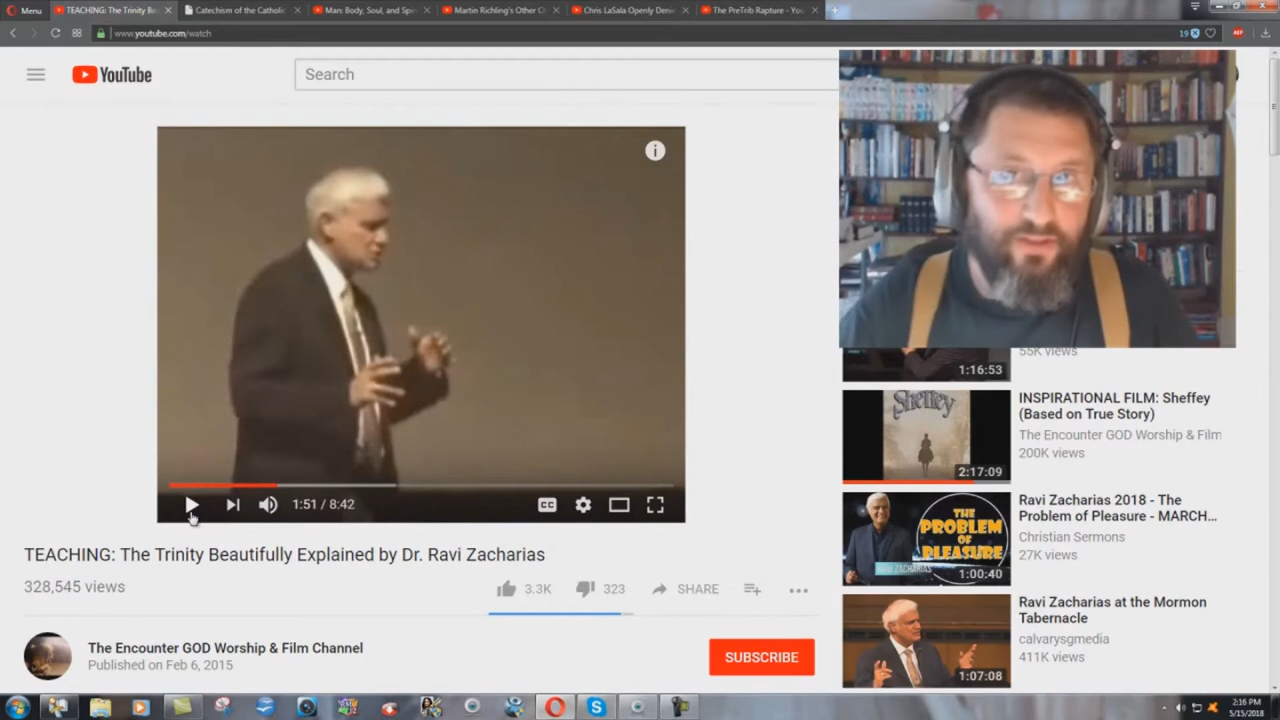 Menu
TEACHING: The Trinity Be
Catechism of the Catholic
Man: Body, Soul, and Spir
Martin Richling's Other C
Chris LaSala Openly Den
The PreTrib Rapture - You
www.youtube.com/watch
19
ABP
YouTube
Search
1:51 / 8:42
CC
TEACHING: The Trinity Beautifully Explained by Dr. Ravi Zacharias
328,545 views
3.3K
323
SHARE
The Encounter GOD Worship & Film Channel
Published on Feb 6, 2015
SUBSCRIBE
55K views
1:16:53
Sheffey
2:17:09
INSPIRATIONAL FILM: Sheffey
(Based on True Story)
The Encounter GOD Worship & Film
200K views
THE
PROBLEM
OF
PLEASURE
RAVI ZACHARIAS
1:00:40
Ravi Zacharias 2018 - The
Problem of Pleasure - MARCH...
Christian Sermons
27K views
1:07:08
Ravi Zacharias at the Mormon
Tabernacle
calvarysgmedia
411K views
2:16 PM
5/15/2018